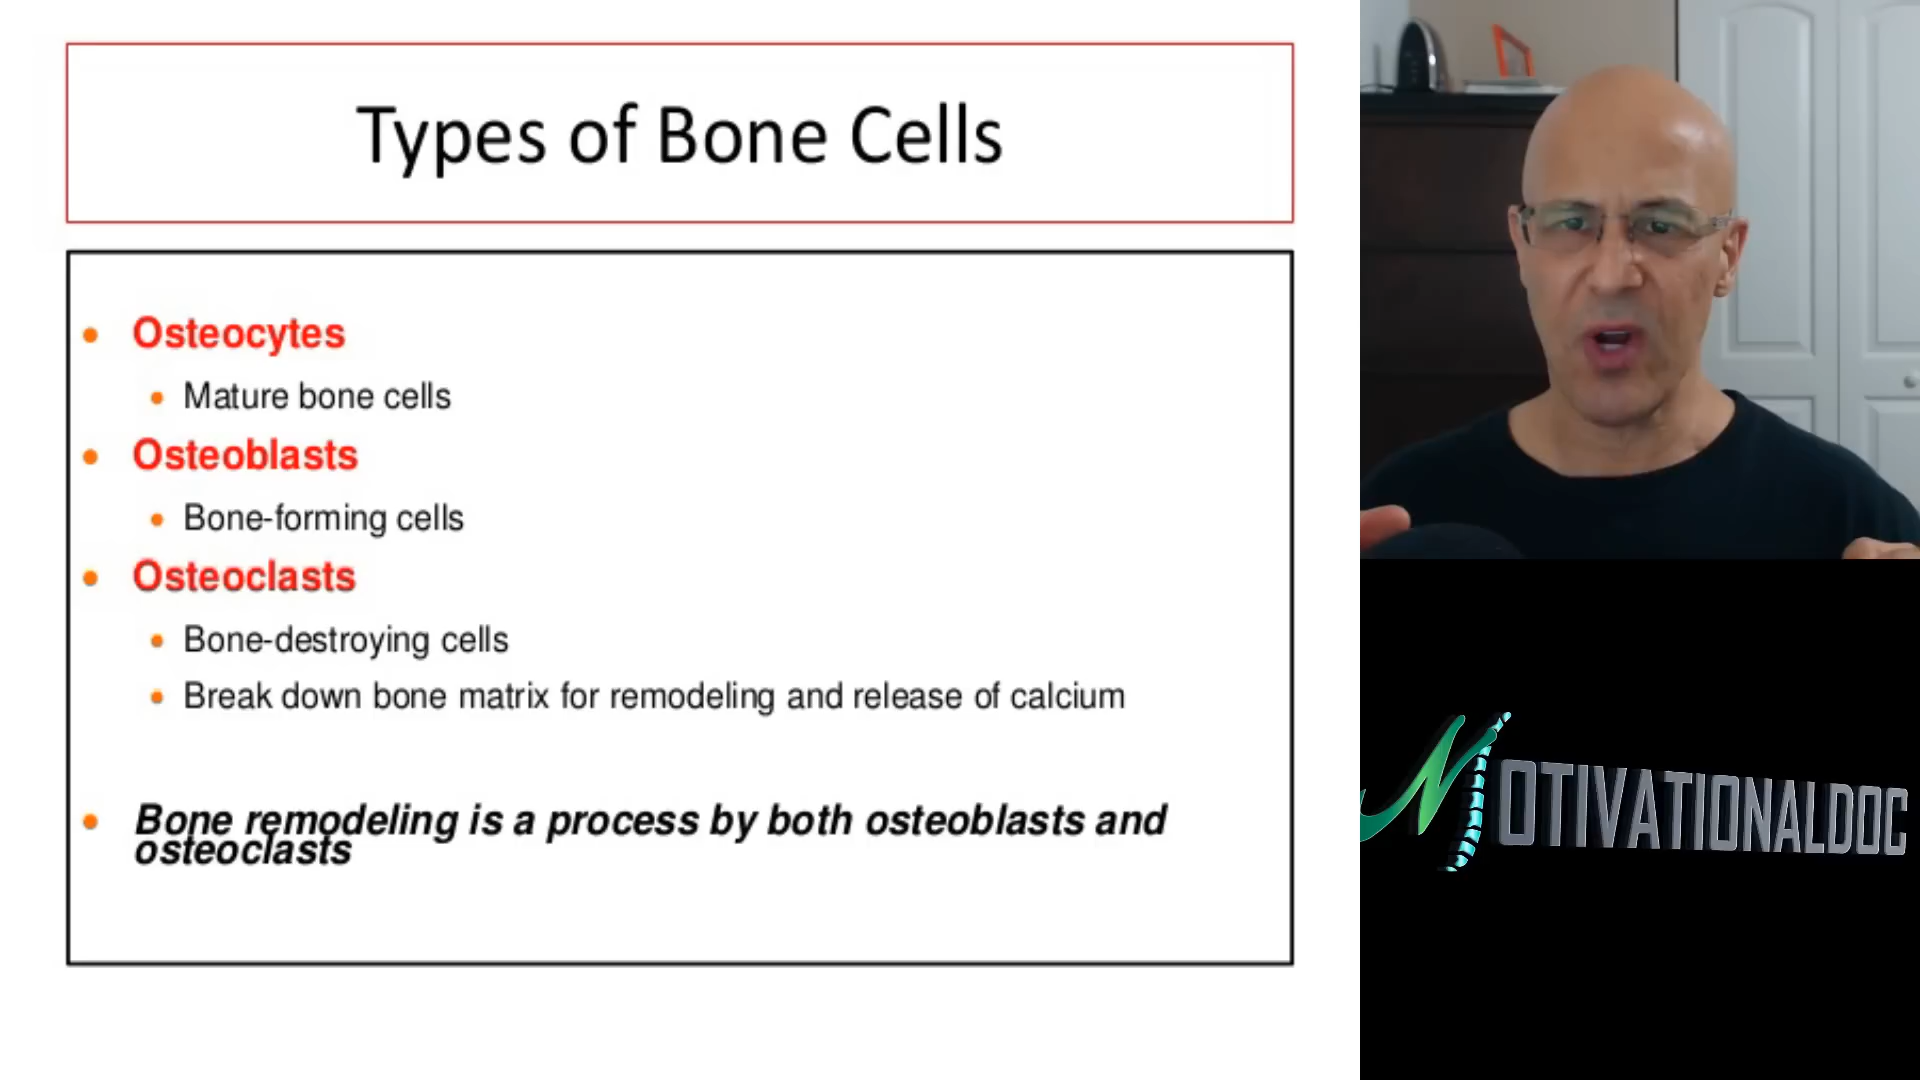 Types of Bone Cells
Osteocytes
Mature bone cells
Osteoblasts
Bone-forming cells
Osteoclasts
Bone-destroying cells
Break down bone matrix for remodeling and release of calcium
Bone remodeling is a process by both osteoblasts and
osteoclasts
MOTIVATIONALDOC